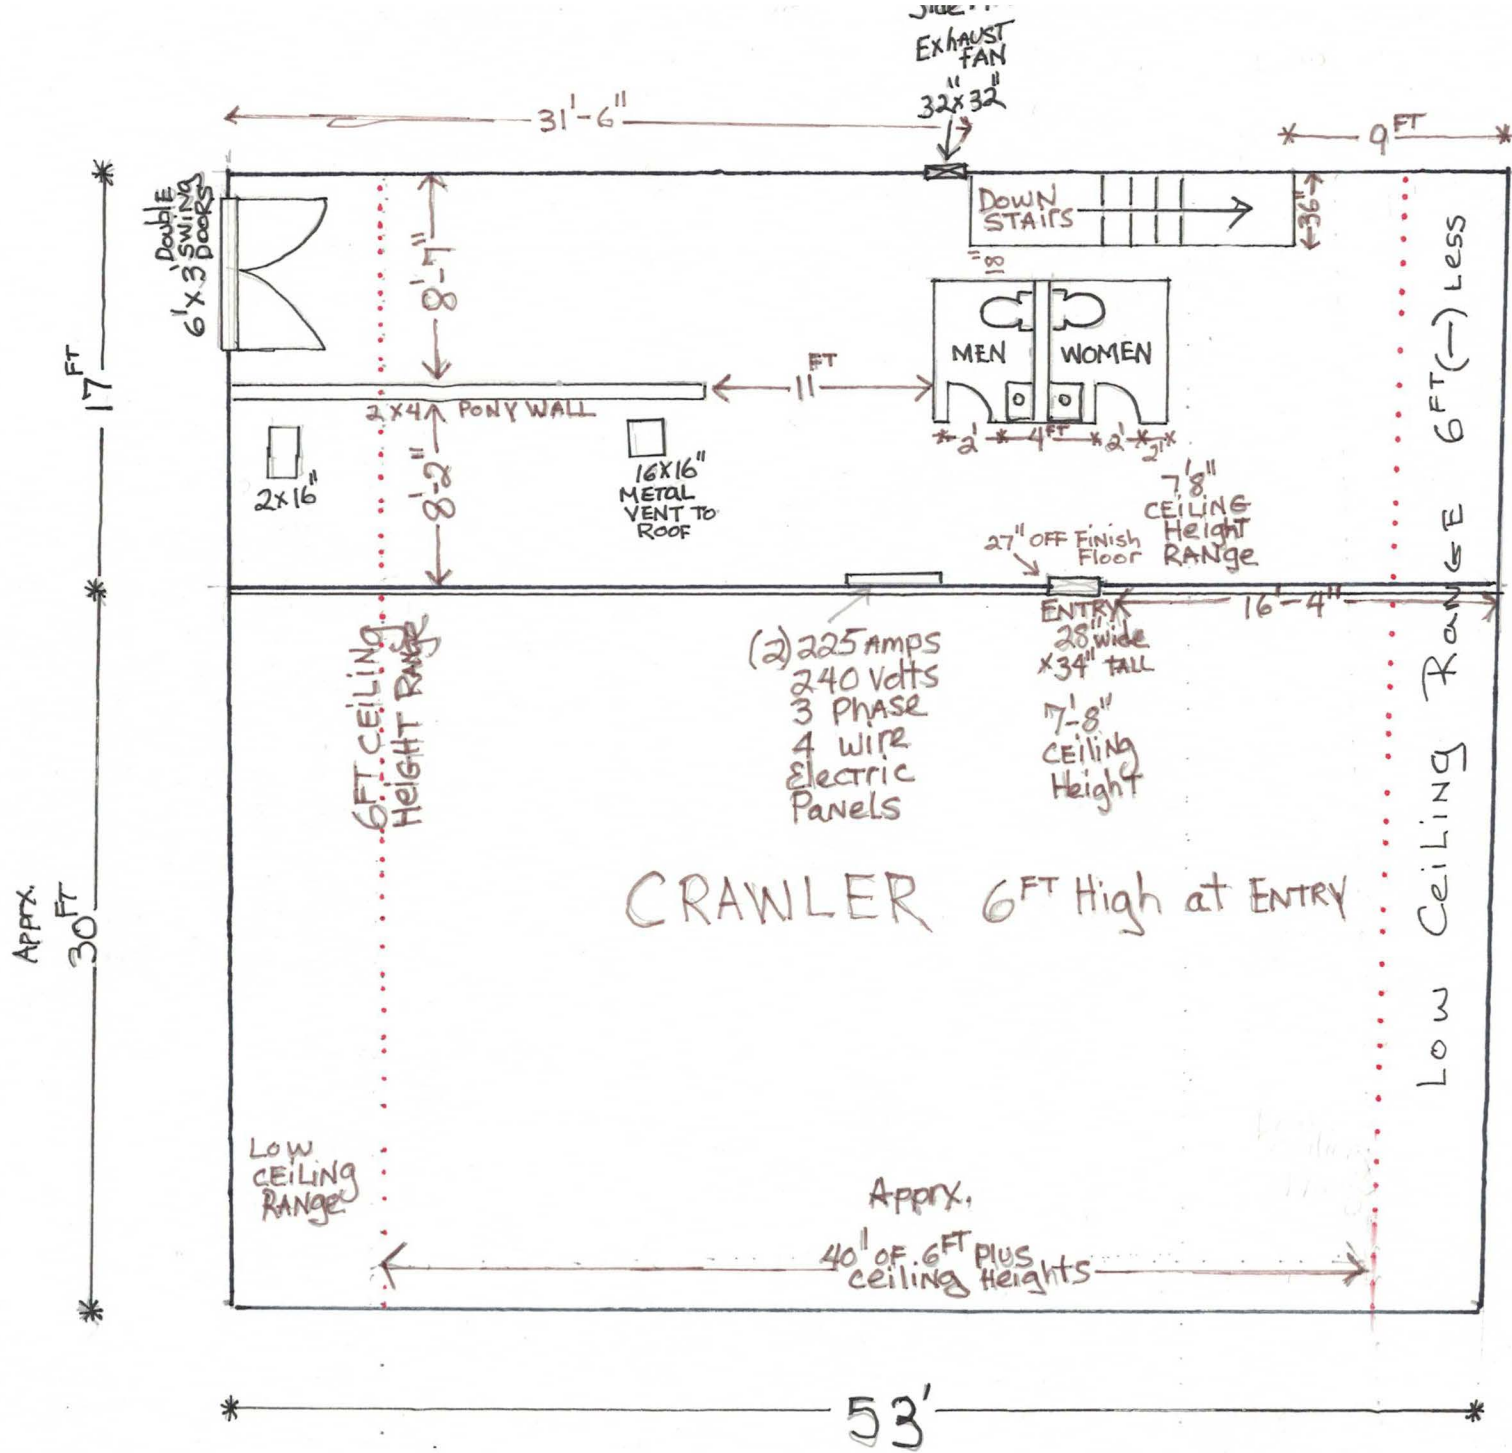 EXHAUST
FAN
32"x32"
31'-6"
9FT
Double
6'x3' SWING
DOORS
DOWN
STAIRS
36"
18"
8'-7"
17FT
MEN
WOMEN
11FT
2X4 PONY WALL
2'
4FT
2'
2'
2x16"
8'-2"
16X16"
METAL
VENT TO
ROOF
7'8"
CEILING
Height
RANGE
27" OFF Finish
Floor
ENTRY
28" wide
x34" TALL
16'-4"
6FT CEILING
HEIGHT RANGE
(2) 225 Amps
240 Volts
3 Phase
4 Wire
Electric
Panels
7'-8"
CEiling
Height
LOW CEiLiNG RaNGE 6FT(-) Less
CRAWLER 6FT High at ENTRY
Apprx.
30FT
Low
CEiLiNG
RANGe
Apprx.
40" OF 6FT PLUS
Ceiling Heights
53'